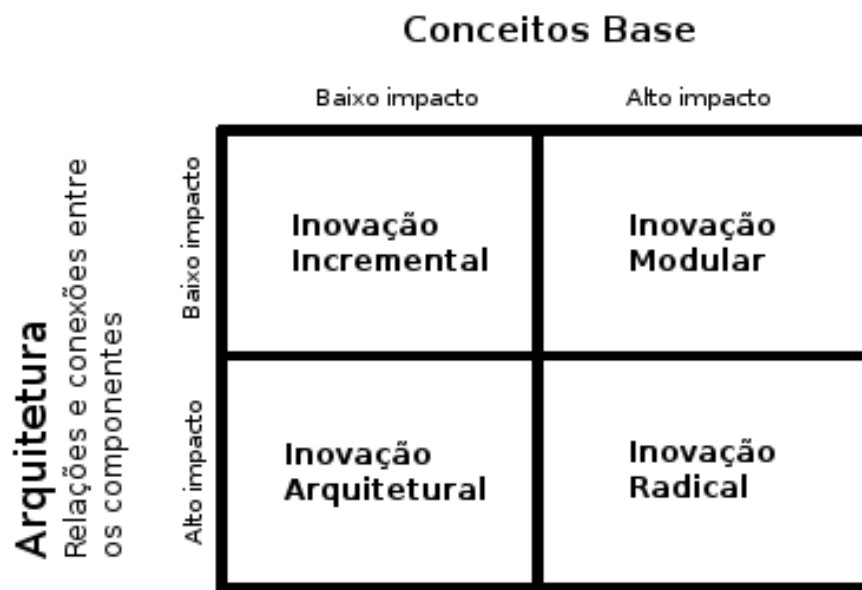 Conceitos Base
Baixo impacto
Alto impacto
Arquitetura
Relações e conexões entre
os componentes
Baixo impacto
Inovação
Incremental
Inovação
Modular
Alto impacto
Inovação
Arquitetural
Inovação
Radical